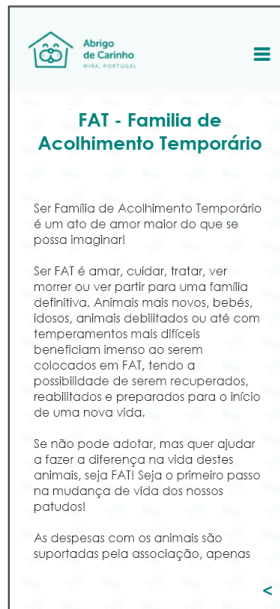 Abrigo
de Carinho
MIRA, PORTUGAL
FAT - Familia de
Acolhimento Temporário
Ser Família de Acolhimento Temporário
é um ato de amor maior do que se
possa imaginar!
Ser FAT é amar, cuidar, tratar, ver
morrer ou ver partir para uma família
definitiva. Animais mais novos, bebés,
idosos, animais debilitados ou até com
temperamentos mais difíceis
beneficiam imenso ao serem
colocados em FAT, tendo a
possibilidade de serem recuperados,
reabilitados e preparados para o início
de uma nova vida.
Se não pode adotar, mas quer ajudar
a fazer a diferença na vida destes
animais, seja FAT! Seja o primeiro passo
na mudança de vida dos nossos
patudos!
As despesas com os animais são
suportadas pela associação, apenas
<